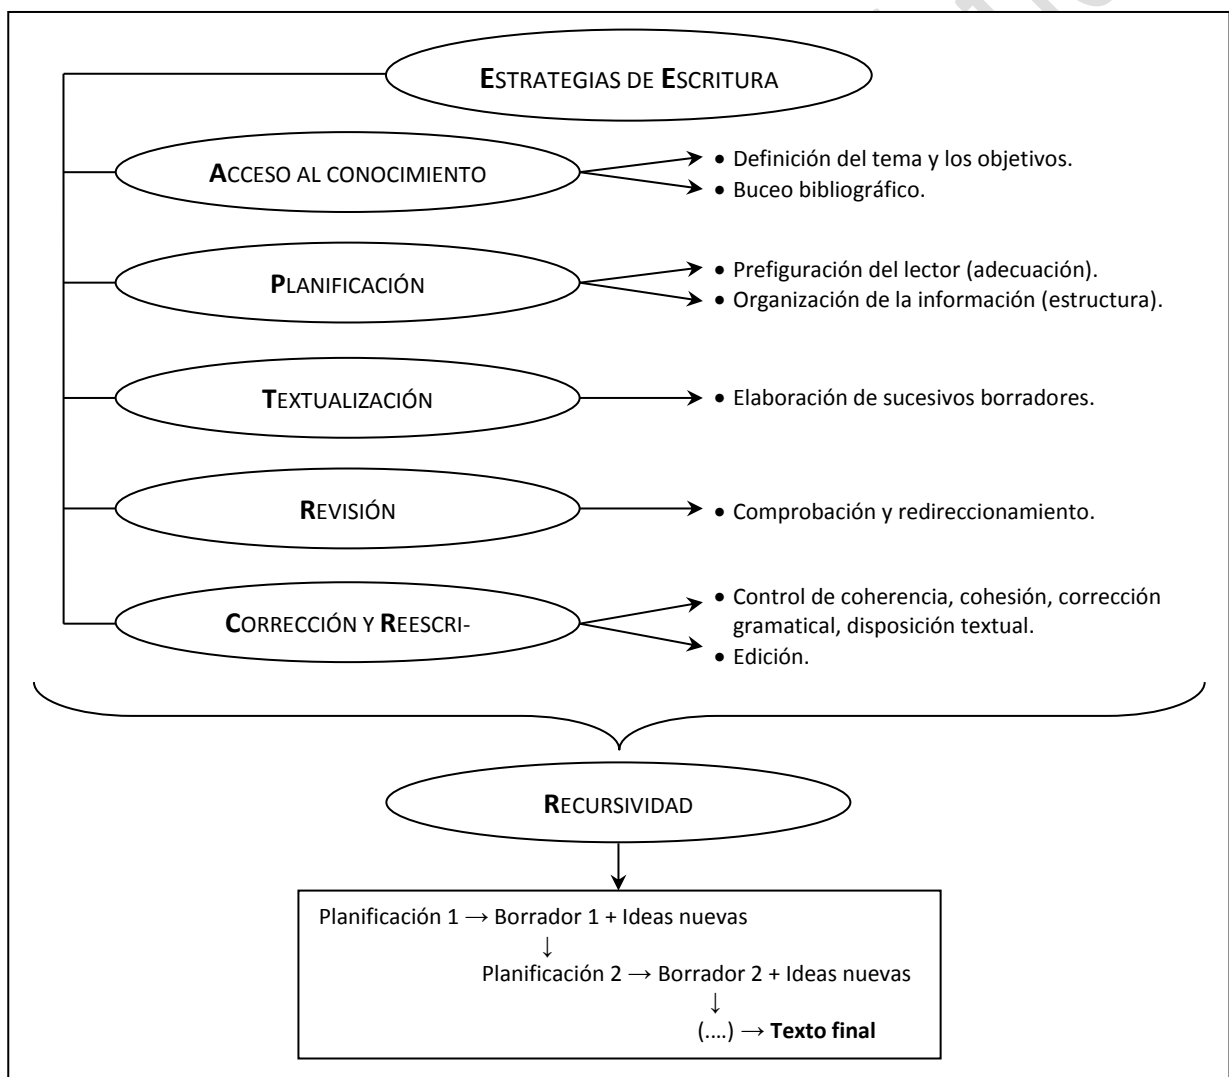 ESTRATEGIAS DE ESCRITURA
ACCESO AL CONOCIMIENTO
• Definición del tema y los objetivos.
• Buceo bibliográfico.
PLANIFICACIÓN
• Prefiguración del lector (adecuación).
• Organización de la información (estructura).
TEXTUALIZACIÓN
• Elaboración de sucesivos borradores.
REVISIÓN
• Comprobación y redireccionamiento.
CORRECCIÓN Y REESCRI-
• Control de coherencia, cohesión, corrección
gramatical, disposición textual.
• Edición.
RECURSIVIDAD
Planificación 1 → Borrador 1 + Ideas nuevas
↓
Planificación 2 → Borrador 2 + Ideas nuevas
↓
(....) → Texto final